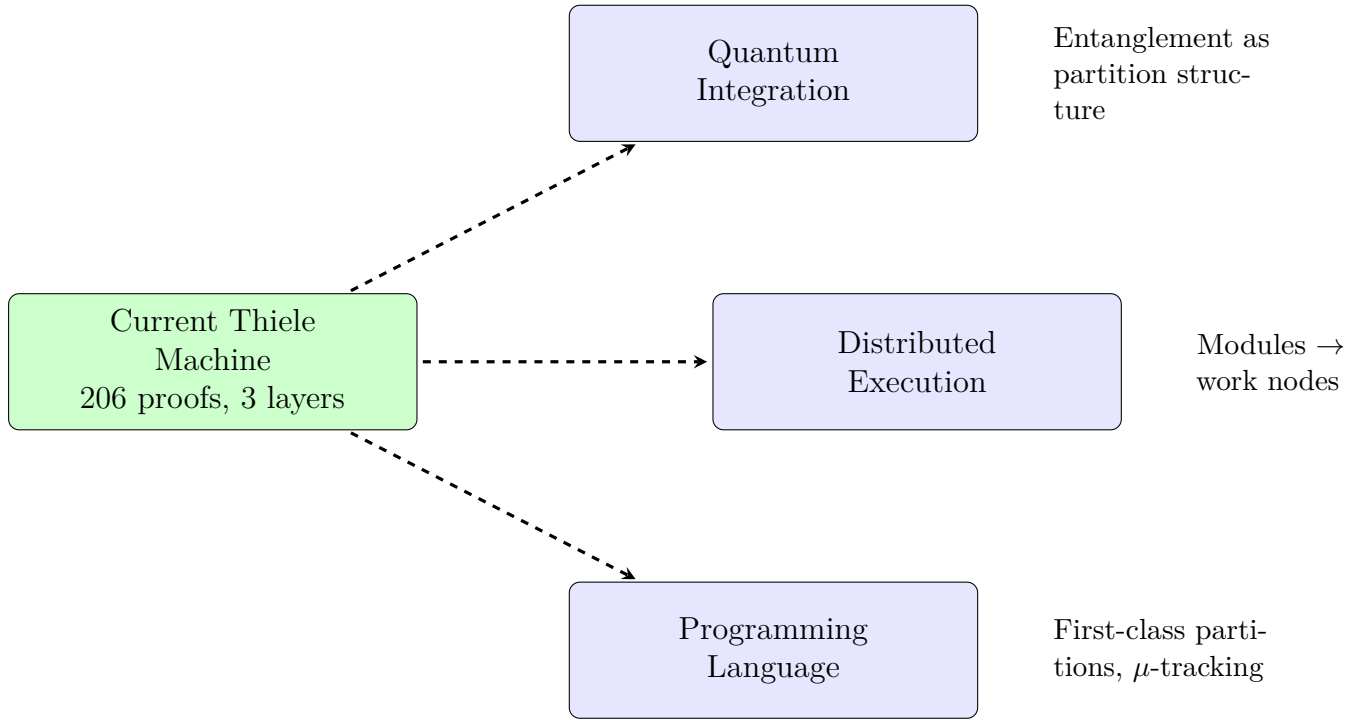 Quantum
Integration
Entanglement as
partition struc-
ture
Current Thiele
Machine
206 proofs, 3 layers
Distributed
Execution
Modules →
work nodes
Programming
Language
First-class parti-
tions, μ-tracking